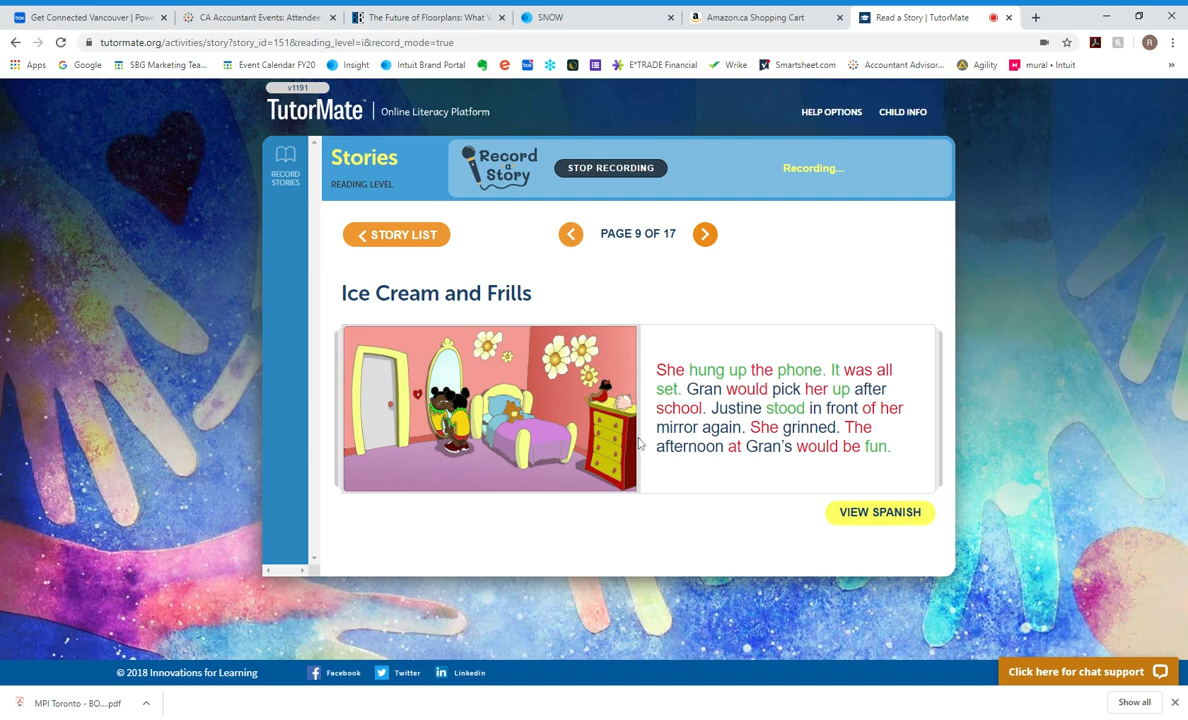 Get Connected Vancouver | Powe
CA Accountant Events: Attendee
The Future of Floorplans: What W
SNOW
Amazon.ca Shopping Cart
Read a Story | TutorMate
tutormate.org/activities/story?story_id=151&reading_level=i&record_mode=true
R
Apps
Google
SBG Marketing Tea...
Event Calendar FY20
Insight
Intuit Brand Portal
E*TRADE Financial
Wrike
Smartsheet.com
Accountant Advisor...
Agility
mural • Intuit
»
v1191
TutorMate | Online Literacy Platform
HELP OPTIONS
CHILD INFO
RECORD
STORIES
Stories
READING LEVEL
Record
a
Story
STOP RECORDING
Recording...
STORY LIST
PAGE 9 OF 17
Ice Cream and Frills
She hung up the phone. It was all
set. Gran would pick her up after
school. Justine stood in front of her
mirror again. She grinned. The
afternoon at Gran's would be fun.
VIEW SPANISH
© 2018 Innovations for Learning
Facebook
Twitter
Linkedin
Click here for chat support
MPI Toronto - BO....pdf
Show all